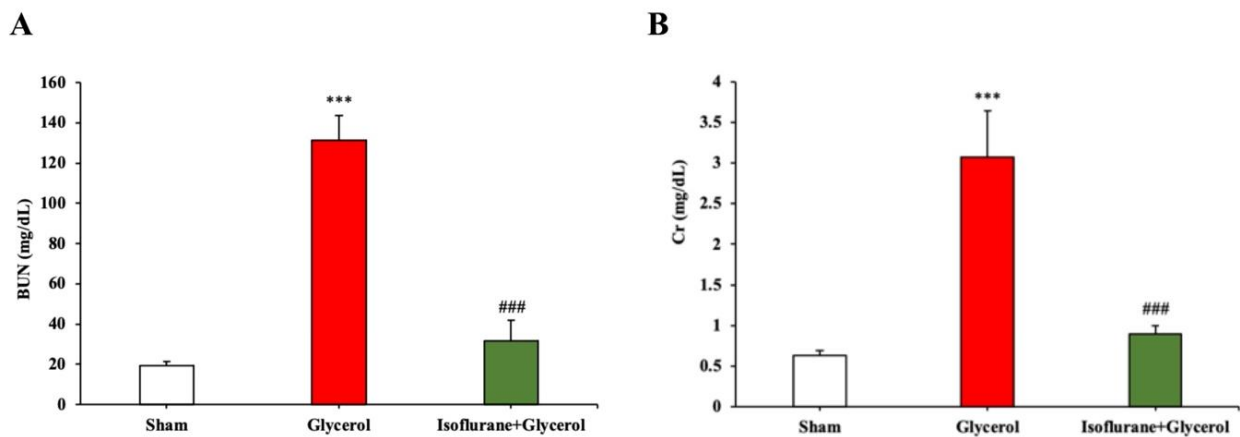 A
BUN (mg/dL)
160
140
120
100
80
60
40
20
0
***
###
Sham
Glycerol
Isoflurane+Glycerol
B
Cr (mg/dL)
4
3.5
3
2.5
2
1.5
1
0.5
0
***
###
Sham
Glycerol
Isoflurane+Glycerol